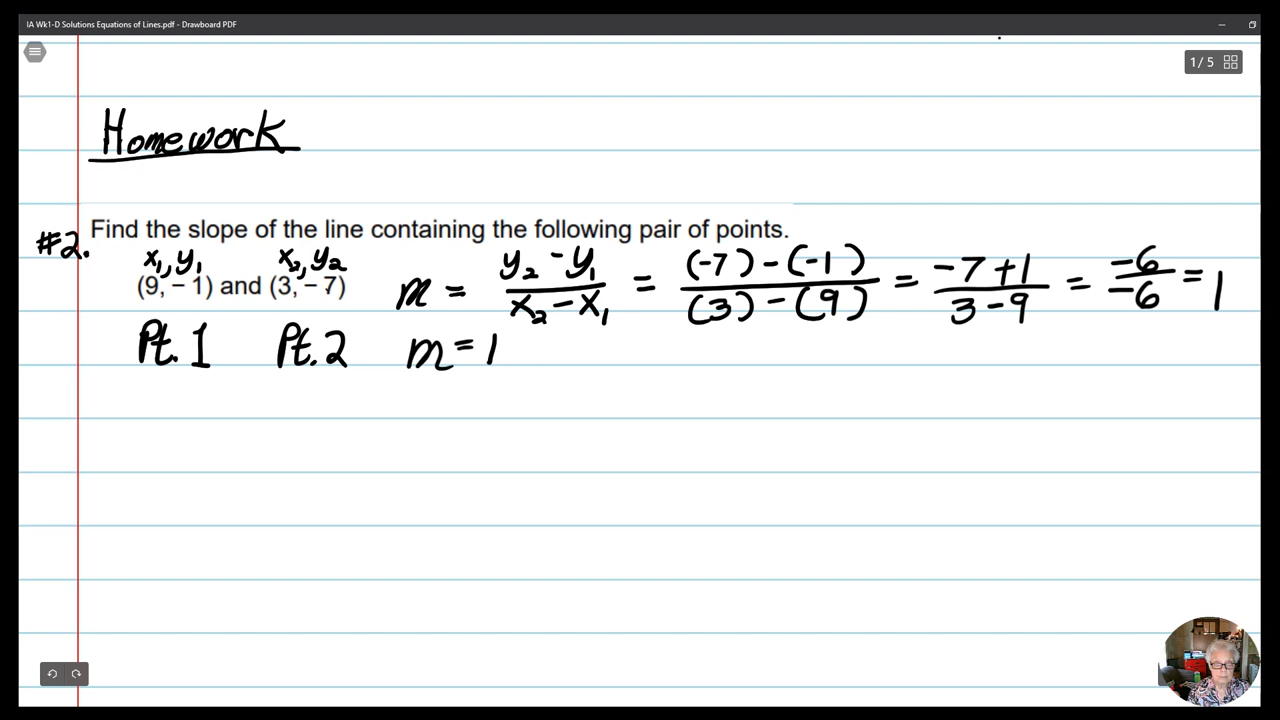 IA Wk1-D Solutions Equations of Lines.pdf - Drawboard PDF
1 / 5
Homework
#2. Find the slope of the line containing the following pair of points.
x₁, y₁ x₂, y₂
(9, − 1) and (3, − 7) m = (y₂ - y₁)/(x₂ - x₁) = ((-7) - (-1))/((3) - (9)) = (-7 + 1)/(3 - 9) = (-6)/(-6) = 1
Pt. 1 Pt. 2 m = 1